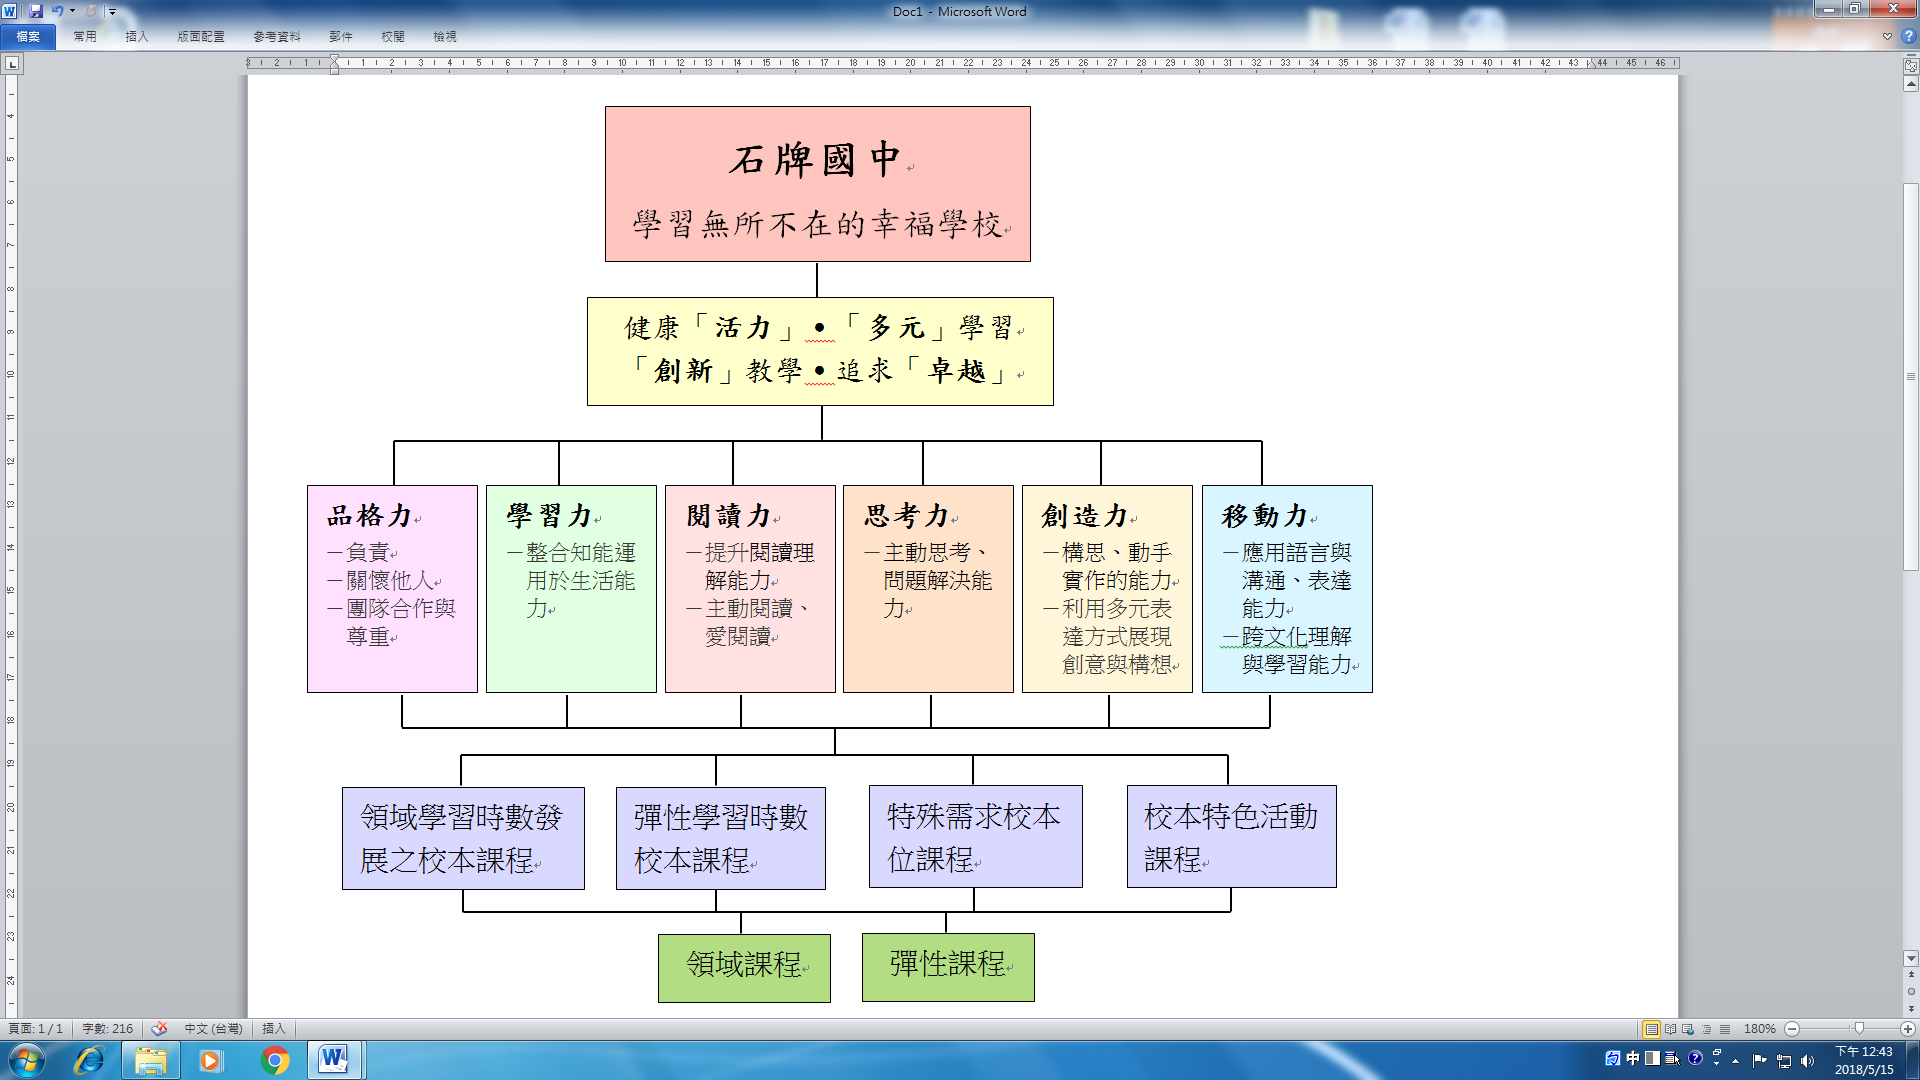 Doc1 - Microsoft Word
檔案 常用 插入 版面配置 參考資料 郵件 校閱 檢視
石牌國中
學習無所不在的幸福學校
健康「活力」•「多元」學習
「創新」教學•追求「卓越」
品格力
－負責
－關懷他人
－團隊合作與
尊重
學習力
－整合知能運
用於生活能
力
閱讀力
－提升閱讀理
解能力
－主動閱讀、
愛閱讀
思考力
－主動思考、
問題解決能
力
創造力
－構思、動手
實作的能力
－利用多元表
達方式展現
創意與構想
移動力
－應用語言與
溝通、表達
能力
－跨文化理解
與學習能力
領域學習時數發
展之校本課程
彈性學習時數
校本課程
特殊需求校本
位課程
校本特色活動
課程
領域課程
彈性課程
頁面: 1 / 1 字數: 216 中文 (台灣) 插入 180%
中
下午 12:43
2018/5/15